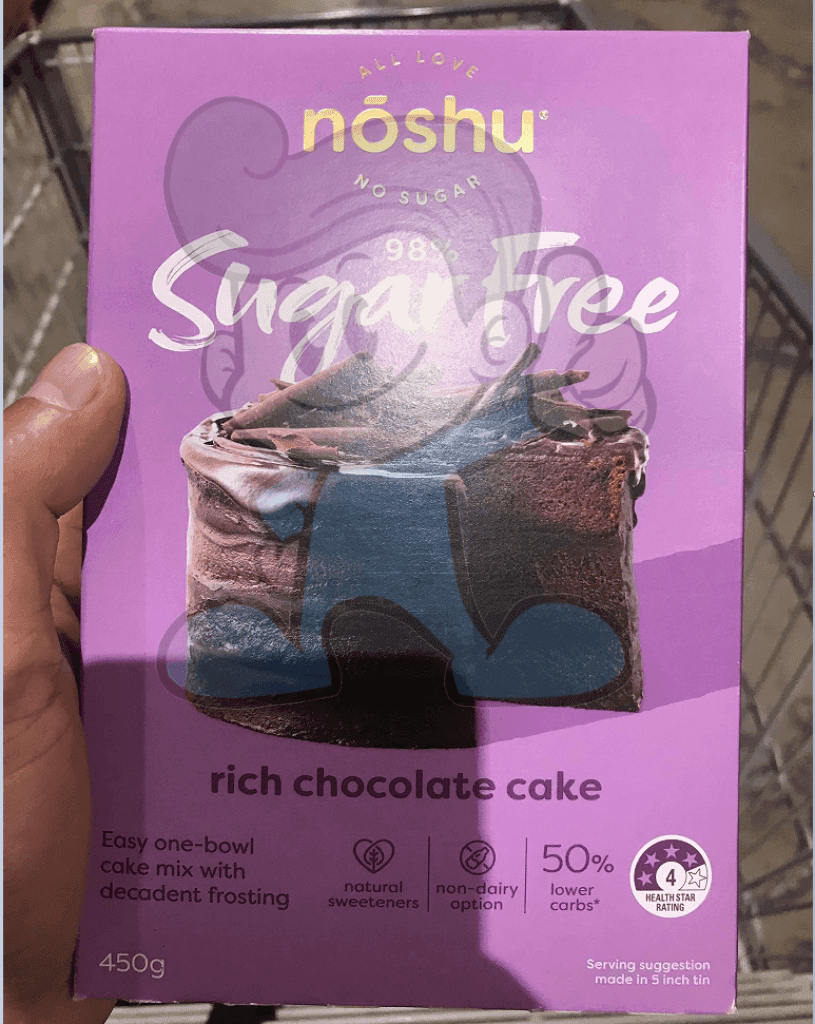 ALL LOVE
nōshu
NO SUGAR
98%
Sugar Free
rich chocolate cake
Easy one-bowl
cake mix with
decadent frosting
natural
sweeteners
non-dairy
option
50%
lower
carbs*
4
HEALTH STAR
RATING
450g
Serving suggestion
made in 5 inch tin